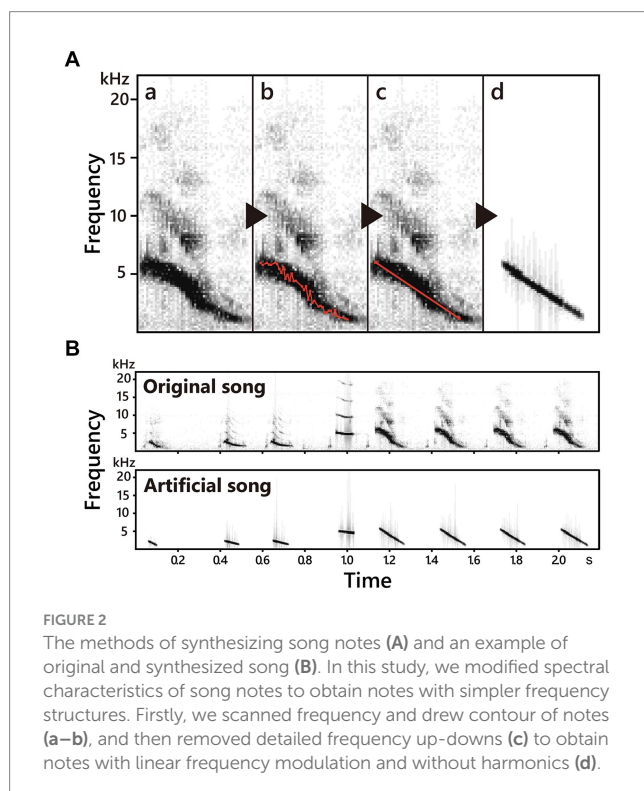 A
kHz
a b c d
20
15
10
5
Frequency
B
kHz
20
15
10
5
Original song
kHz
20
15
10
5
Artificial song
Frequency
0.2 0.4 0.6 0.8 1.0 1.2 1.4 1.6 1.8 2.0 s
Time
FIGURE 2
The methods of synthesizing song notes (A) and an example of
original and synthesized song (B). In this study, we modified spectral
characteristics of song notes to obtain notes with simpler frequency
structures. Firstly, we scanned frequency and drew contour of notes
(a–b), and then removed detailed frequency up-downs (c) to obtain
notes with linear frequency modulation and without harmonics (d).